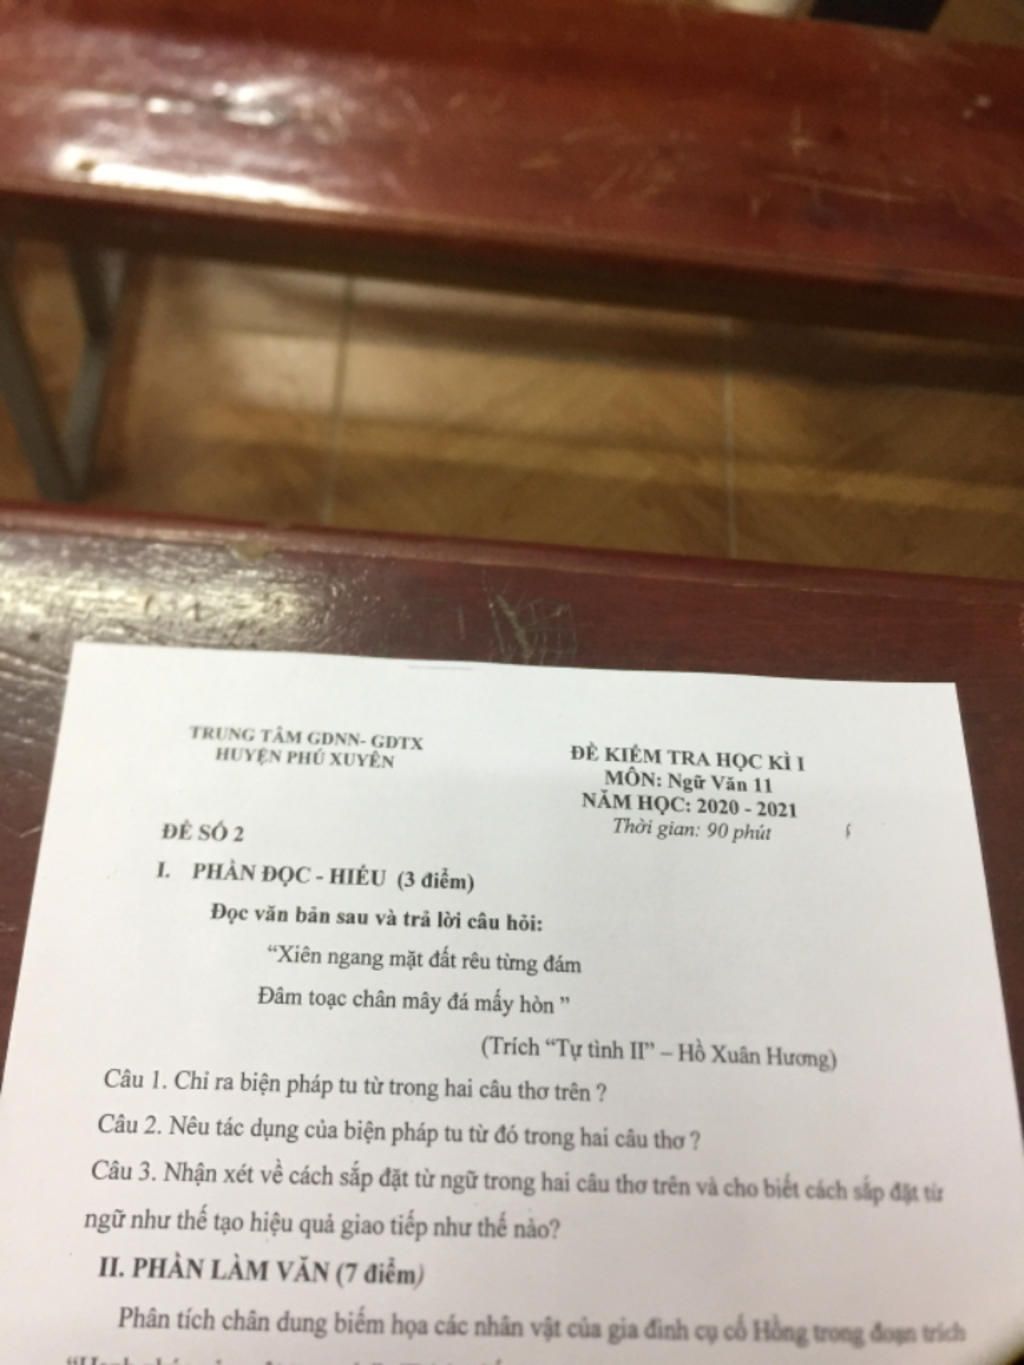 TRUNG TÂM GDNN- GDTX
HUYỆN PHÚ XUYÊN
ĐỀ KIỂM TRA HỌC KÌ I
MÔN: Ngữ Văn 11
NĂM HỌC: 2020 - 2021
Thời gian: 90 phút
ĐỀ SỐ 2
I. PHẦN ĐỌC - HIỂU (3 điểm)
Đọc văn bản sau và trả lời câu hỏi:
“Xiên ngang mặt đất rêu từng đám
Đâm toạc chân mây đá mấy hòn ”
(Trích “Tự tình II” – Hồ Xuân Hương)
Câu 1. Chỉ ra biện pháp tu từ trong hai câu thơ trên ?
Câu 2. Nêu tác dụng của biện pháp tu từ đó trong hai câu thơ ?
Câu 3. Nhận xét về cách sắp đặt từ ngữ trong hai câu thơ trên và cho biết cách sắp đặt từ
ngữ như thế tạo hiệu quả giao tiếp như thế nào?
II. PHẦN LÀM VĂN (7 điểm)
Phân tích chân dung biếm họa các nhân vật của gia đình cụ cố Hồng trong đoạn trích